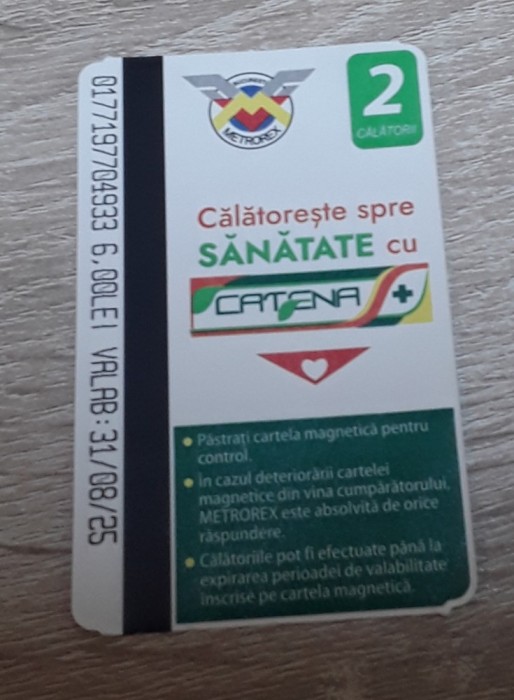 BUCUREȘTI
METROREX
2
CĂLĂTORII
Călătorește spre
SĂNĂTATE cu
CATENA
Păstrați cartela magnetică pentru
control.
În cazul deteriorării cartelei
magnetice din vina cumpărătorului,
METROREX este absolvită de orice
răspundere.
Călătoriile pot fi efectuate până la
expirarea perioadei de valabilitate
înscrise pe cartela magnetică.
0177197704933 6,00LEI VALAB:31/08/25